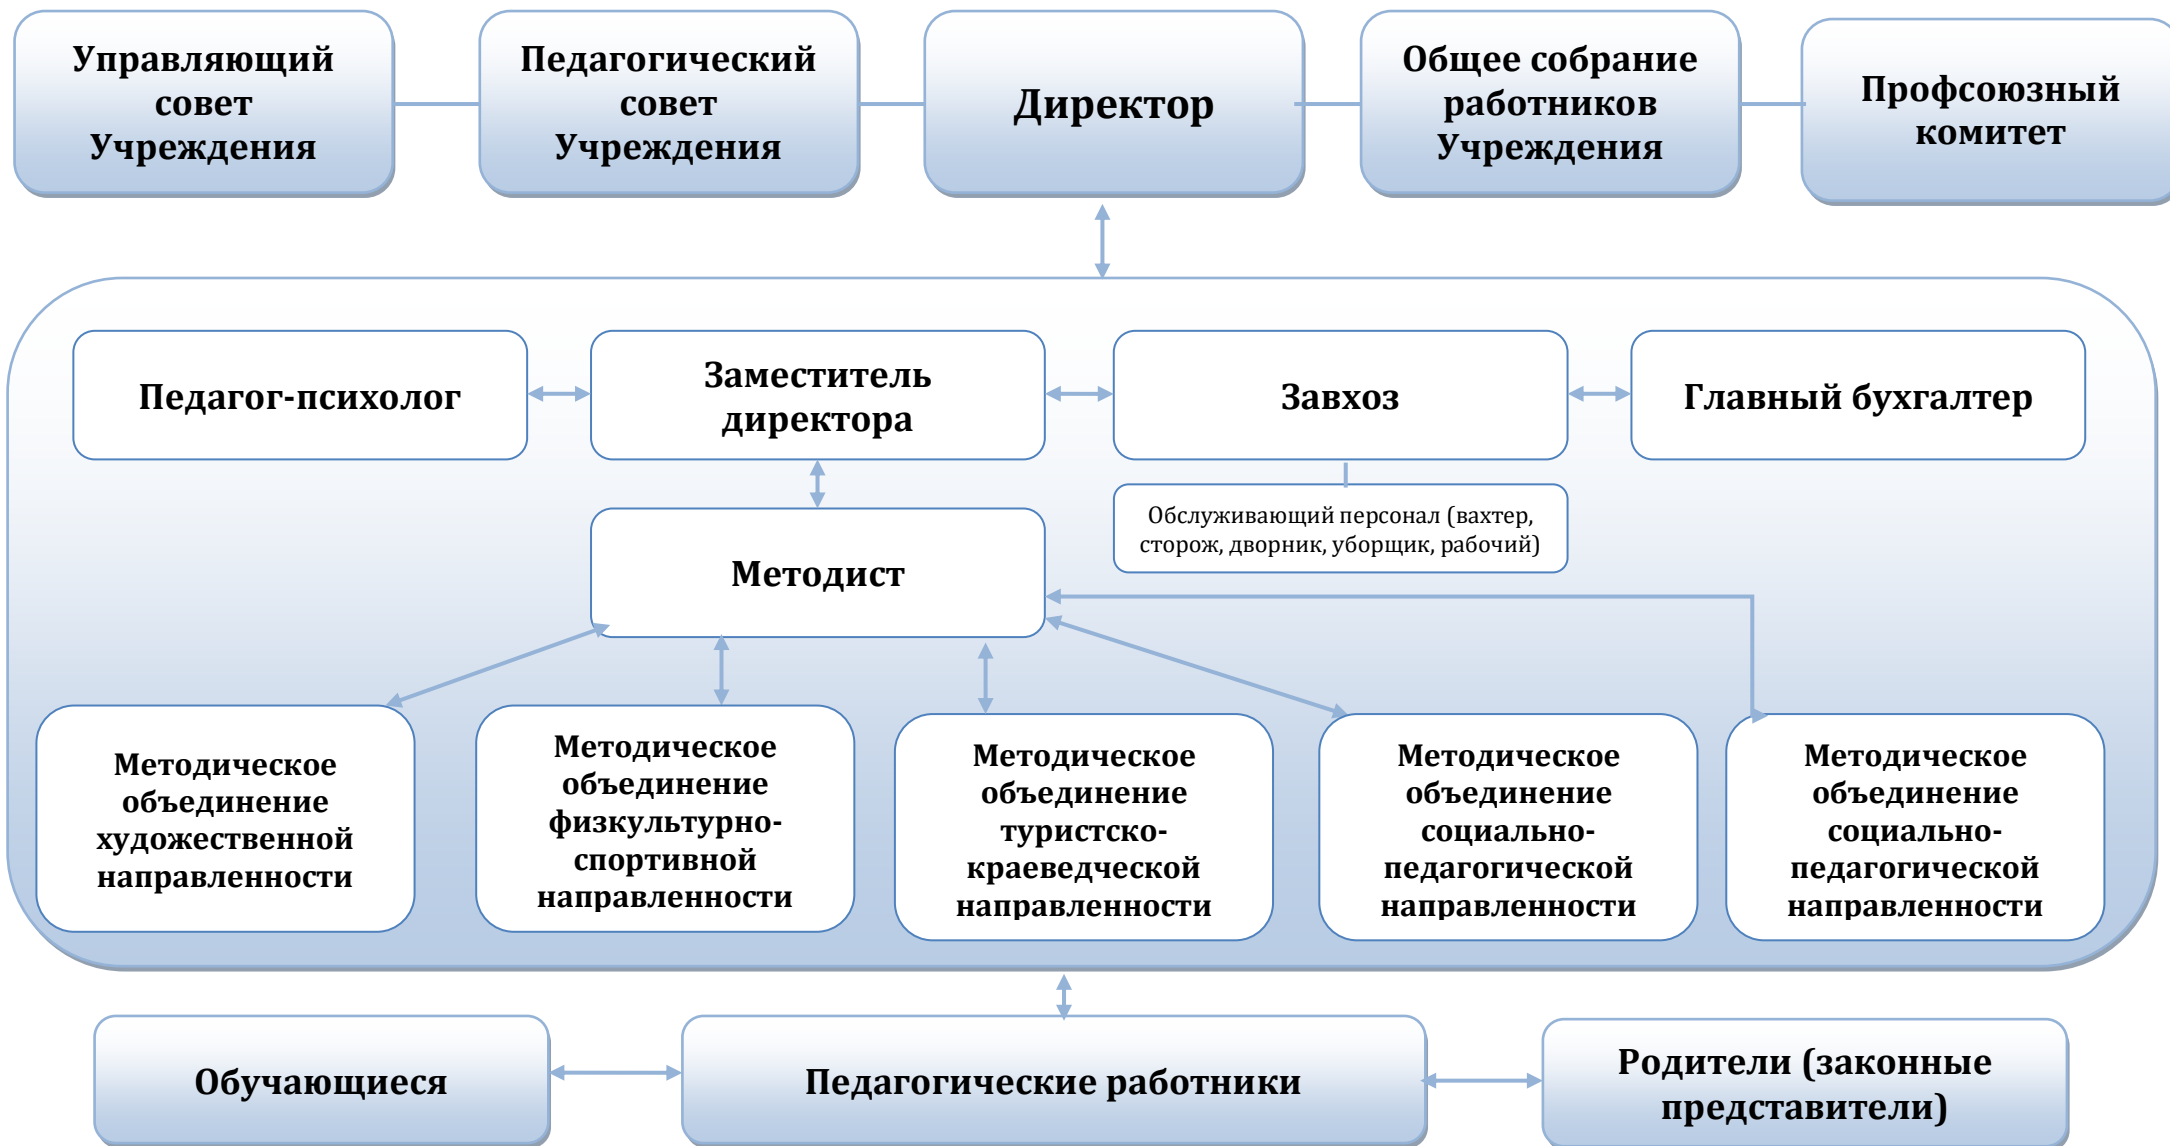 Управляющий
совет
Учреждения
Педагогический
совет
Учреждения
Директор
Общее собрание
работников
Учреждения
Профсоюзный
комитет
Педагог-психолог
Заместитель
директора
Завхоз
Главный бухгалтер
Обслуживающий персонал (вахтер,
сторож, дворник, уборщик, рабочий)
Методист
Методическое
объединение
художественной
направленности
Методическое
объединение
физкультурно-
спортивной
направленности
Методическое
объединение
туристско-
краеведческой
направленности
Методическое
объединение
социально-
педагогической
направленности
Методическое
объединение
социально-
педагогической
направленности
Обучающиеся
Педагогические работники
Родители (законные
представители)